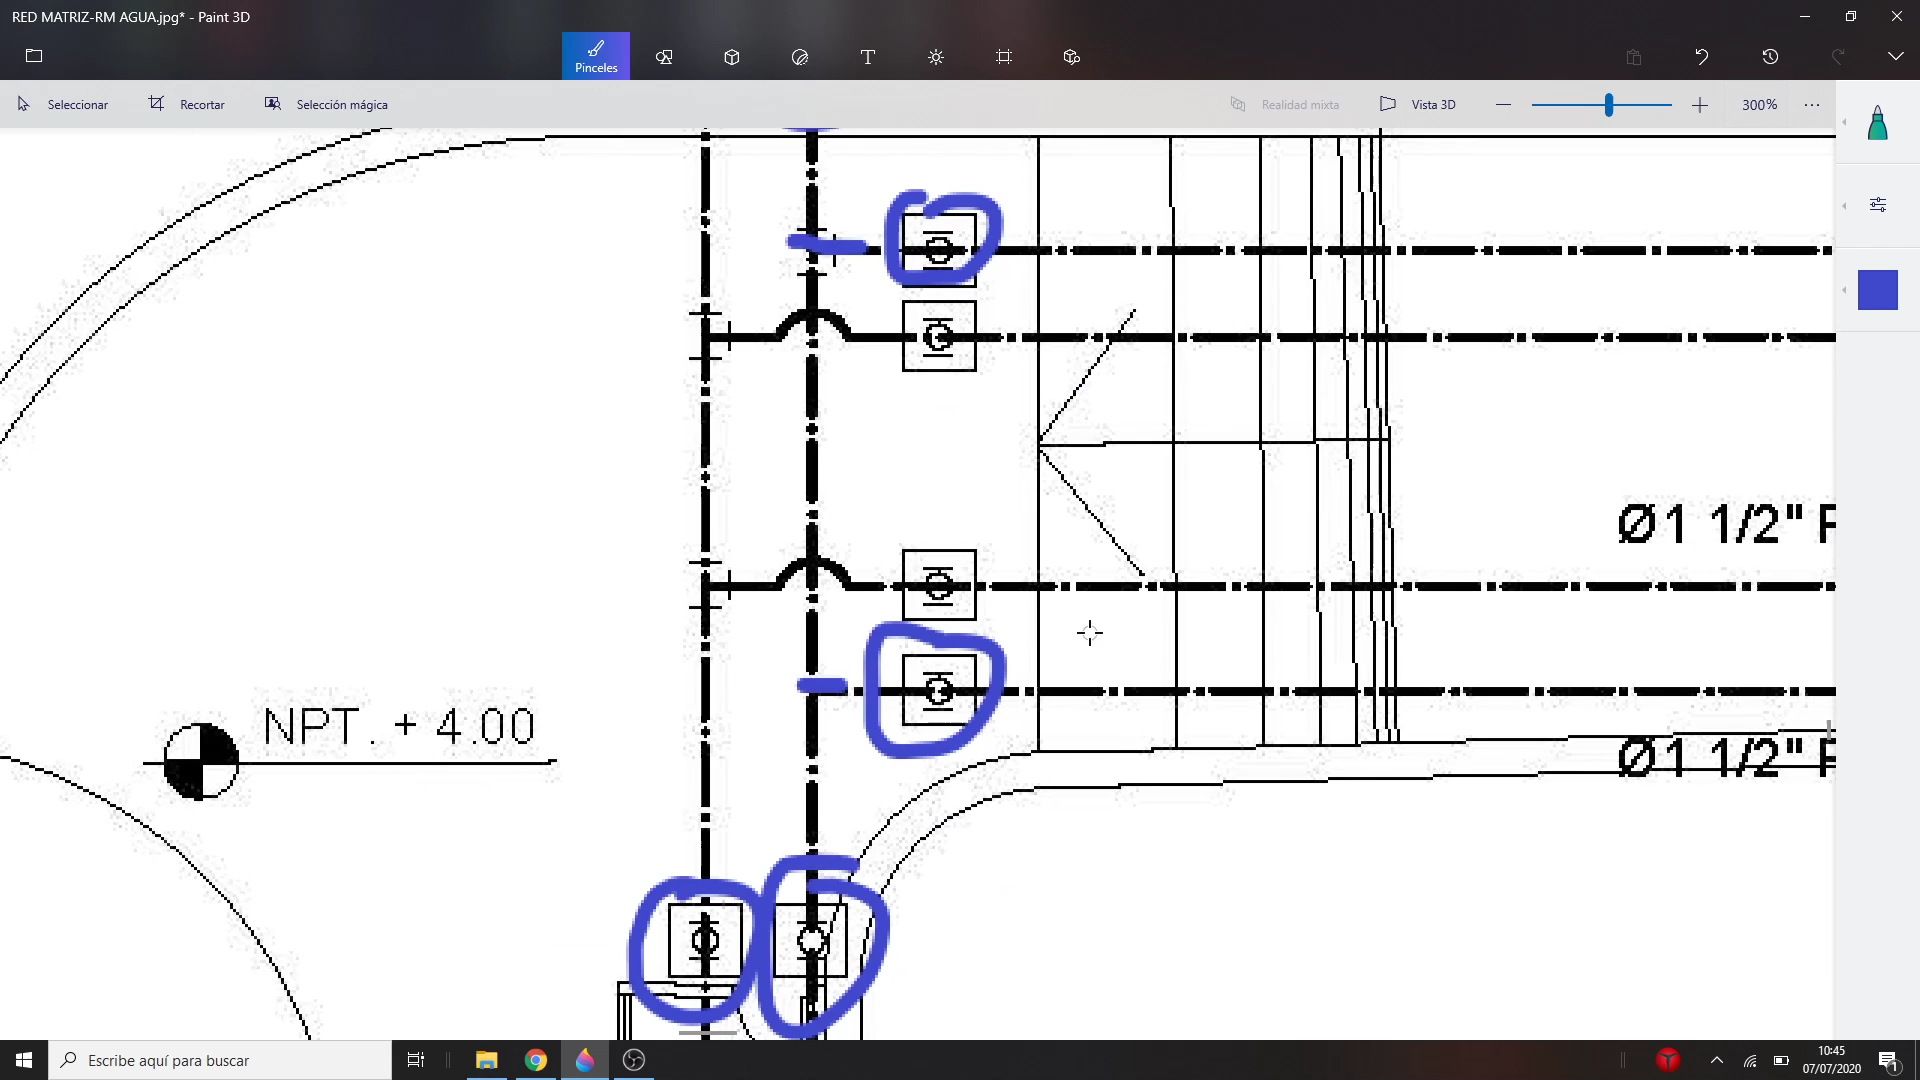 RED MATRIZ-RM AGUA.jpg* - Paint 3D
Pinceles
Seleccionar
Recortar
Selección mágica
Realidad mixta
Vista 3D
300%
Ø1 1/2" F
NPT. + 4.00
Ø1 1/2" F
Escribe aquí para buscar
10:45
07/07/2020
1